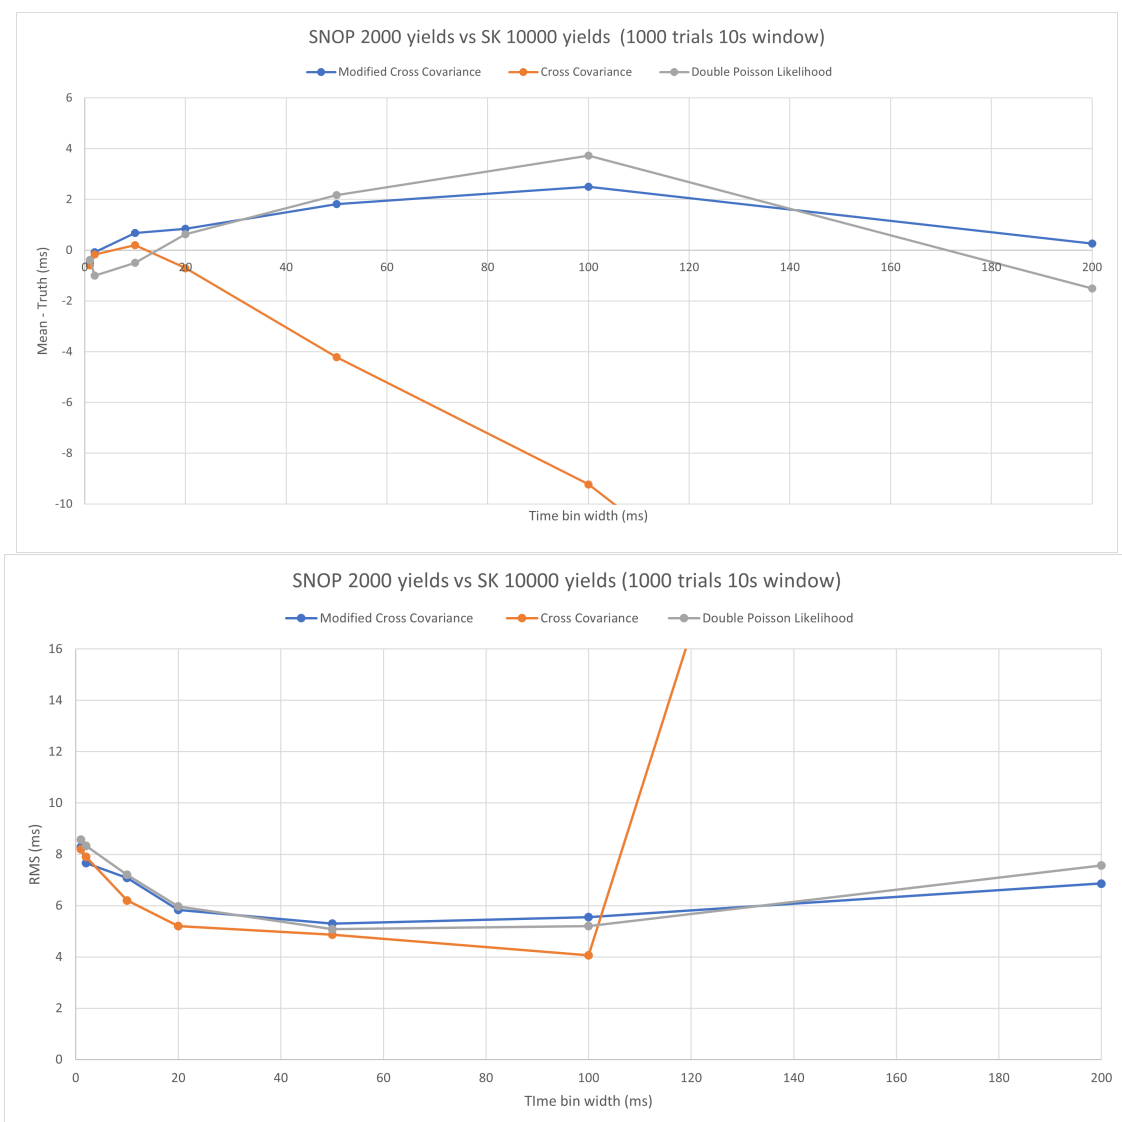 SNOP 2000 yields vs SK 10000 yields (1000 trials 10s window)
Modified Cross Covariance Cross Covariance Double Poisson Likelihood
6
4
2
0
-2
-4
-6
-8
-10
Mean - Truth (ms)
0 20 40 60 80 100 120 140 160 180 200
Time bin width (ms)
SNOP 2000 yields vs SK 10000 yields (1000 trials 10s window)
Modified Cross Covariance Cross Covariance Double Poisson Likelihood
16
14
12
10
8
6
4
2
0
RMS (ms)
0 20 40 60 80 100 120 140 160 180 200
TIme bin width (ms)